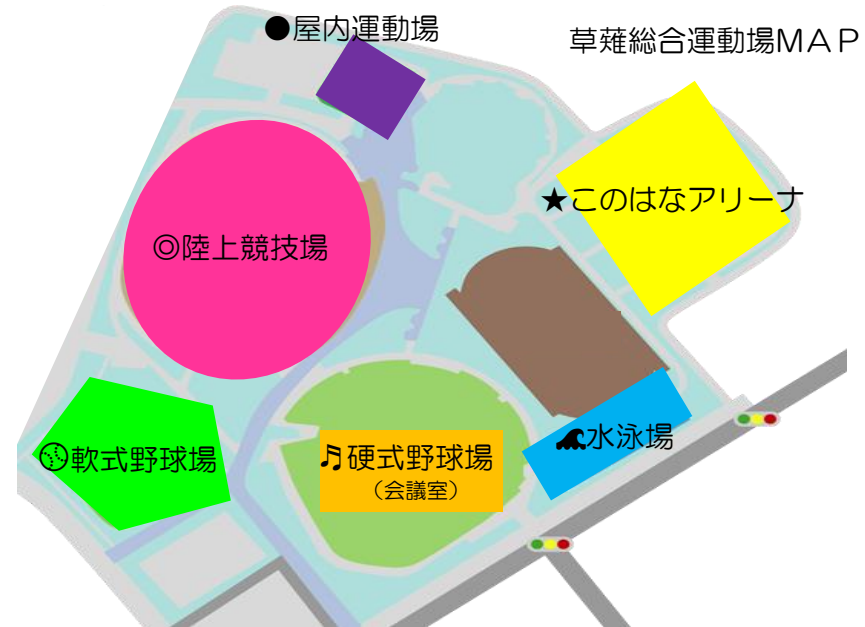 ●屋内運動場
草薙総合運動場MAP
★このはなアリーナ
◎陸上競技場
⚾軟式野球場
♬硬式野球場
（会議室）
🌊水泳場